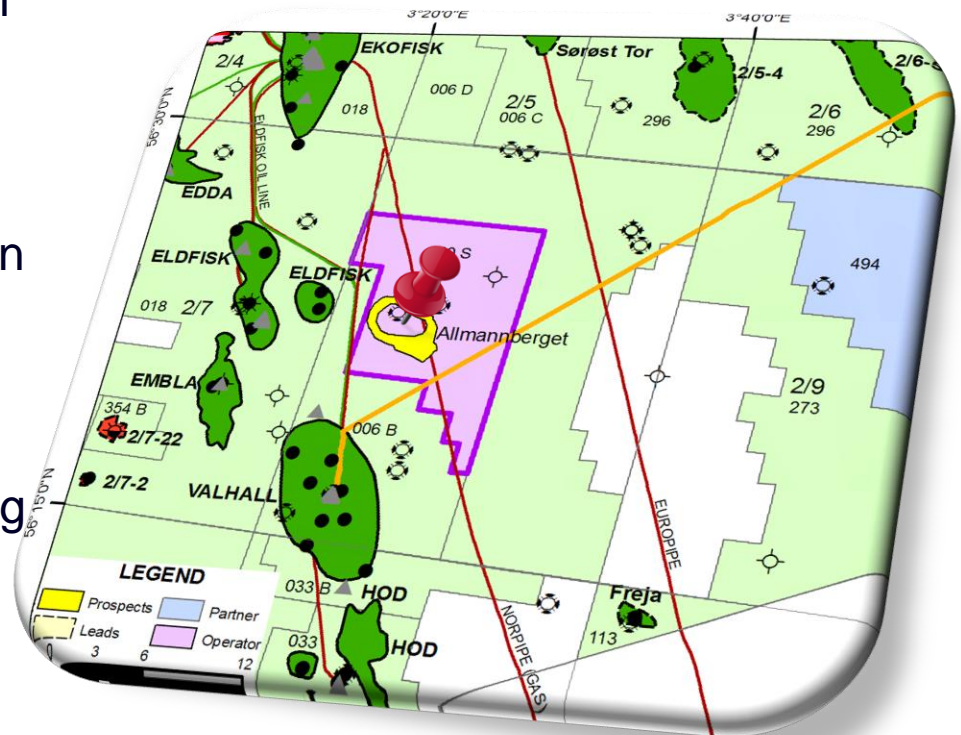 3°20'0"E
3°40'0"E
EKOFISK
Sørøst Tor
2/4
2/5-4
006 D
2/5
006 C
018
296
2/6
296
56°30'0"N
ELDFISK OIL LINE
EDDA
n
ELDFISK
ELDFISK
S
494
018
2/7
Allmannberget
EMBLA
2/9
273
354 B
2/7-22
006 B
2/7-2
VALHALL
g
56°15'0"N
EUROPIPE
LEGEND
Prospects
Partner
Leads
Operator
0
3
6
12
033 B
HOD
Freja
NORPIPE (GAS)
113
033
HOD